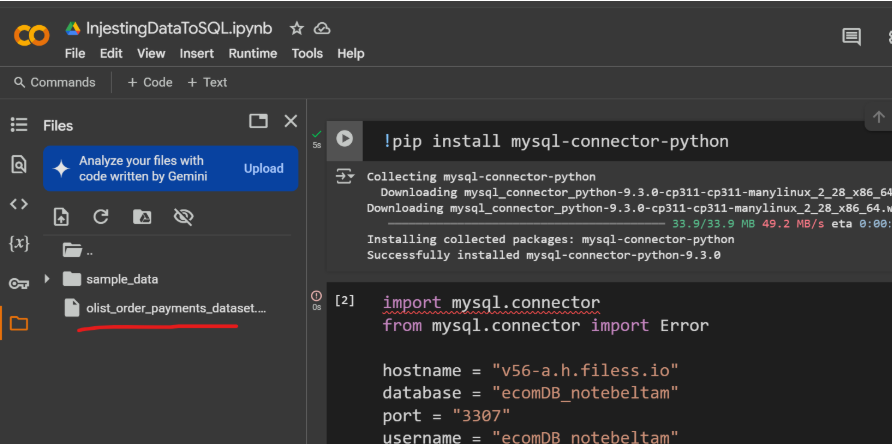 InjestingDataToSQL.ipynb
File Edit View Insert Runtime Tools Help
Commands + Code + Text
Files
Analyze your files with
code written by Gemini
Upload
..
sample_data
olist_order_payments_dataset....
{x}
5s
!pip install mysql-connector-python
Collecting mysql-connector-python
Downloading mysql_connector_python-9.3.0-cp311-cp311-manylinux_2_28_x86_64
Downloading mysql_connector_python-9.3.0-cp311-cp311-manylinux_2_28_x86_64.w
33.9/33.9 MB 49.2 MB/s eta 0:00:
Installing collected packages: mysql-connector-python
Successfully installed mysql-connector-python-9.3.0
0s
[2]
import mysql.connector
from mysql.connector import Error
hostname = "v56-a.h.filess.io"
database = "ecomDB_notebeltam"
port = "3307"
username = "ecomDB_notebeltam"